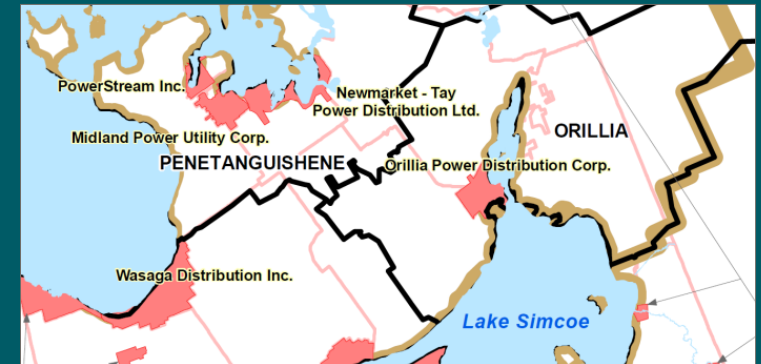 PowerStream Inc.
Newmarket - Tay
Power Distribution Ltd.
Midland Power Utility Corp.
ORILLIA
PENETANGUISHENE
Orillia Power Distribution Corp.
Wasaga Distribution Inc.
Lake Simcoe